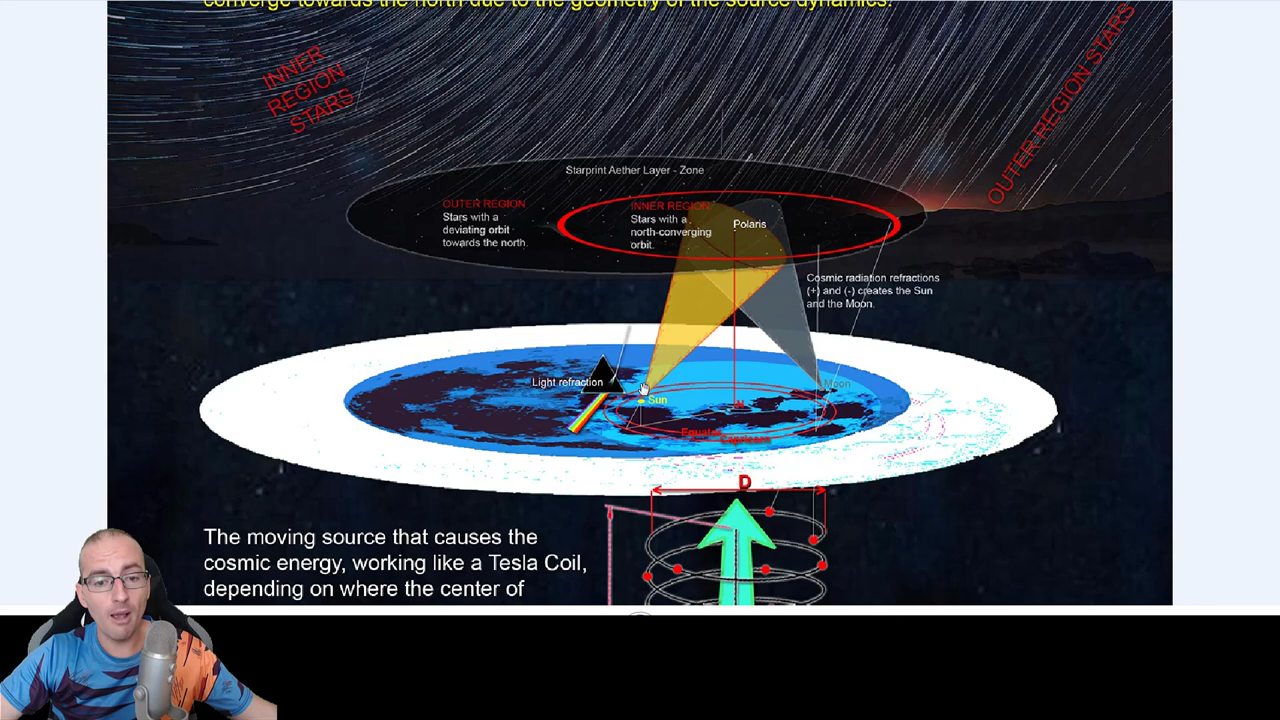 converge towards the north due to the geometry of the source dynamics.
INNER
REGION
STARS
OUTER REGION STARS
Starprint Aether Layer - Zone
OUTER REGION
Stars with a
deviating orbit
towards the north.
INNER REGION
Stars with a
north-converging
orbit.
Polaris
Cosmic radiation refractions
(+) and (-) creates the Sun
and the Moon.
Light refraction
Sun
Moon
N
Equator
Capricorn
D
The moving source that causes the
cosmic energy, working like a Tesla Coil,
depending on where the center of